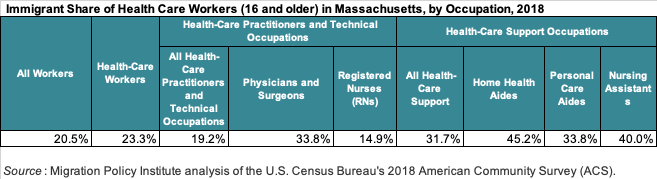 Immigrant Share of Health Care Workers (16 and older) in Massachusetts, by Occupation, 2018
Health-Care Practitioners and Technical
Occupations
Health-Care Support Occupations
All Workers
Health-Care
Workers
All Health-
Care
Practitioners
and
Technical
Occupations
Physicians and
Surgeons
Registered
Nurses (RNs)
All Health-
Care
Support
Home Health
Aides
Personal
Care
Aides
Nursing
Assistant
s
20.5% 23.3% 19.2% 33.8% 14.9% 31.7% 45.2% 33.8% 40.0%
Source : Migration Policy Institute analysis of the U.S. Census Bureau's 2018 American Community Survey (ACS).